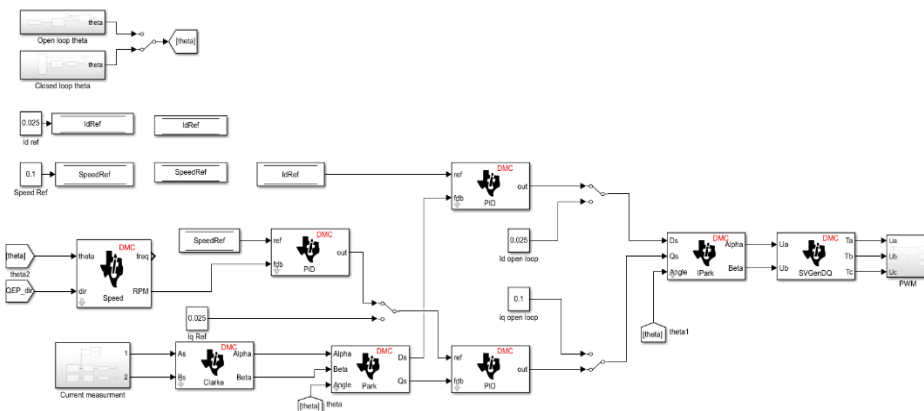 theta
Open loop theta
[theta]
theta
Closed loop theta
0.025
IdRef
IdRef
Id ref
0.1
SpeedRef
SpeedRef
IdRef
Speed Ref
DMC
ref
out
fdb
PID
[theta]
theta2
QEP_dir
DMC
theta
freq
dir
RPM
Speed
SpeedRef
DMC
ref
out
fdb
PID
0.025
Id open loop
0.025
Iq Ref
0.1
iq open loop
DMC
Ds
Alpha
Qs
Beta
Angle
IPark
[theta]
theta1
DMC
Ua
Ta
Tb
Ub
Tc
SVGenDQ
Ua
Ub
Uc
PWM
1
2
Current measurment
DMC
As
Alpha
Bs
Beta
Clarke
DMC
Alpha
Ds
Beta
Angle
Qs
Park
[theta]
theta
DMC
ref
out
fdb
PID